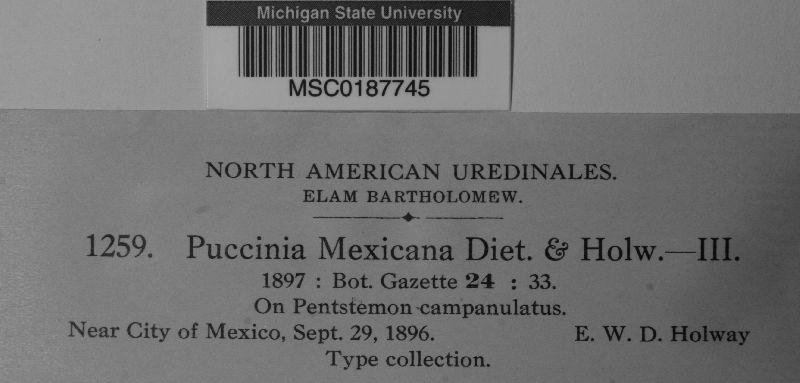 Michigan State University
MSC0187745
NORTH AMERICAN UREDINALES.
ELAM BARTHOLOMEW.
1259. Puccinia Mexicana Diet. & Holw.—III.
1897 : Bot. Gazette 24 : 33.
On Pentstemon campanulatus.
Near City of Mexico, Sept. 29, 1896. E. W. D. Holway
Type collection.